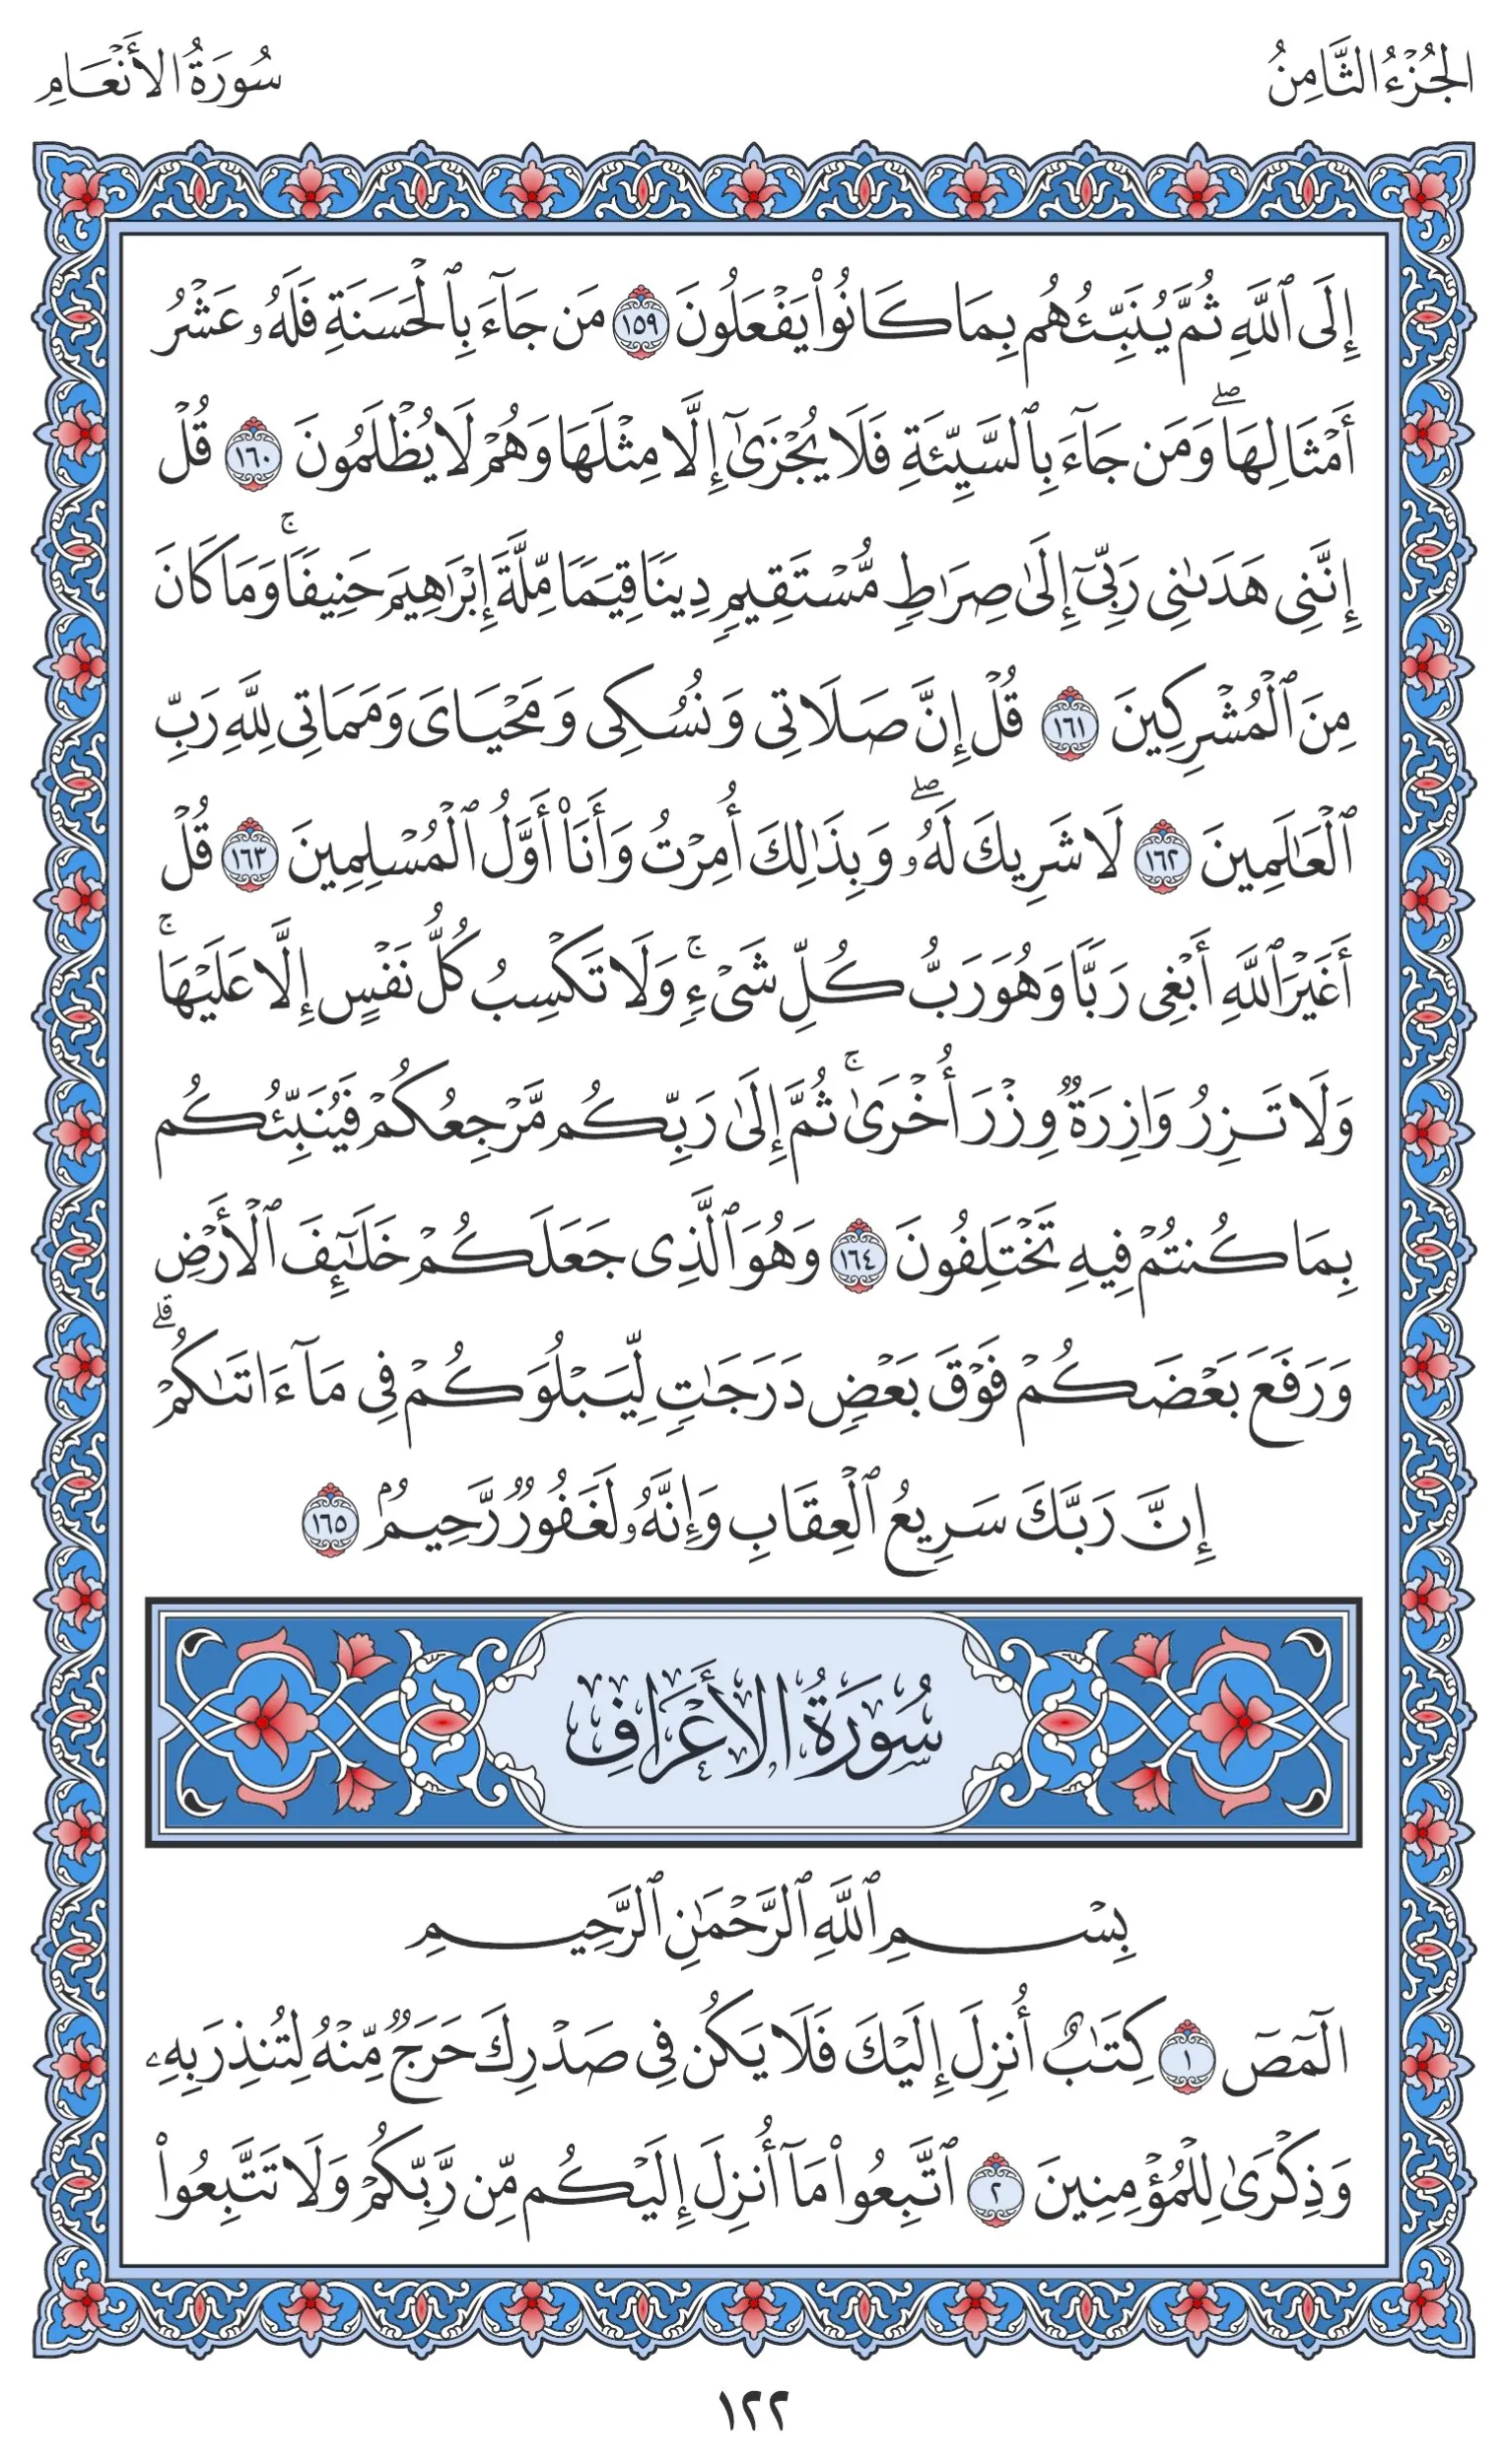 الجُزْءُ الثَّامِنُ
سُورَةُ الأَنْعَامِ
إِلَى ٱللَّهِ ثُمَّ يُنَبِّئُهُم بِمَا كَانُوا۟ يَفْعَلُونَ ١٥٩ مَن جَآءَ بِٱلْحَسَنَةِ فَلَهُۥ عَشْرُ
أَمْثَالِهَا ۖ وَمَن جَآءَ بِٱلسَّيِّئَةِ فَلَا يُجْزَىٰٓ إِلَّا مِثْلَهَا وَهُمْ لَا يُظْلَمُونَ ١٦٠ قُلْ
إِنَّنِى هَدَىٰنِى رَبِّىٓ إِلَىٰ صِرَٰطٍ مُّسْتَقِيمٍ دِينًا قِيَمًا مِّلَّةَ إِبْرَٰهِيمَ حَنِيفًا ۚ وَمَا كَانَ
مِنَ ٱلْمُشْرِكِينَ ١٦١ قُلْ إِنَّ صَلَاتِى وَنُسُكِى وَمَحْيَاىَ وَمَمَاتِى لِلَّهِ رَبِّ
ٱلْعَٰلَمِينَ ١٦٢ لَا شَرِيكَ لَهُۥ ۖ وَبِذَٰلِكَ أُمِرْتُ وَأَنَا۠ أَوَّلُ ٱلْمُسْلِمِينَ ١٦٣ قُلْ
أَغَيْرَ ٱللَّهِ أَبْغِى رَبًّا وَهُوَ رَبُّ كُلِّ شَىْءٍ ۚ وَلَا تَكْسِبُ كُلُّ نَفْسٍ إِلَّا عَلَيْهَا ۚ
وَلَا تَزِرُ وَازِرَةٌ وِزْرَ أُخْرَىٰ ۚ ثُمَّ إِلَىٰ رَبِّكُم مَّرْجِعُكُمْ فَيُنَبِّئُكُم
بِمَا كُنتُمْ فِيهِ تَخْتَلِفُونَ ١٦٤ وَهُوَ ٱلَّذِى جَعَلَكُمْ خَلَٰٓئِفَ ٱلْأَرْضِ
وَرَفَعَ بَعْضَكُمْ فَوْقَ بَعْضٍ دَرَجَٰتٍ لِّيَبْلُوَكُمْ فِى مَآ ءَاتَىٰكُمْ ۗ
إِنَّ رَبَّكَ سَرِيعُ ٱلْعِقَابِ وَإِنَّهُۥ لَغَفُورٌ رَّحِيمٌۢ ١٦٥
سُورَةُ الأَعْرَافِ
بِسْمِ ٱللَّهِ ٱلرَّحْمَٰنِ ٱلرَّحِيمِ
الٓمٓصٓ ١ كِتَٰبٌ أُنزِلَ إِلَيْكَ فَلَا يَكُن فِى صَدْرِكَ حَرَجٌ مِّنْهُ لِتُنذِرَ بِهِۦ
وَذِكْرَىٰ لِلْمُؤْمِنِينَ ٢ ٱتَّبِعُوا۟ مَآ أُنزِلَ إِلَيْكُم مِّن رَّبِّكُمْ وَلَا تَتَّبِعُوا۟
١٢٢